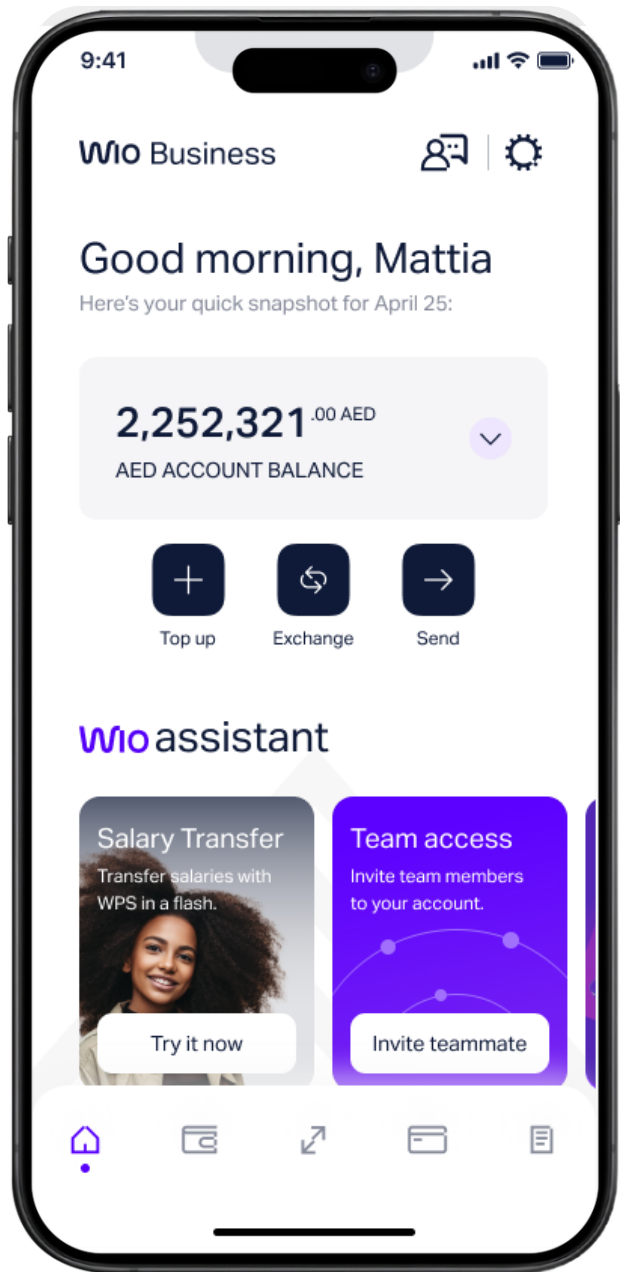 9:41
Wio Business
Good morning, Mattia
Here's your quick snapshot for April 25:
2,252,321.00 AED
AED ACCOUNT BALANCE
Top up
Exchange
Send
Wio assistant
Salary Transfer
Transfer salaries with
WPS in a flash.
Try it now
Team access
Invite team members
to your account.
Invite teammate